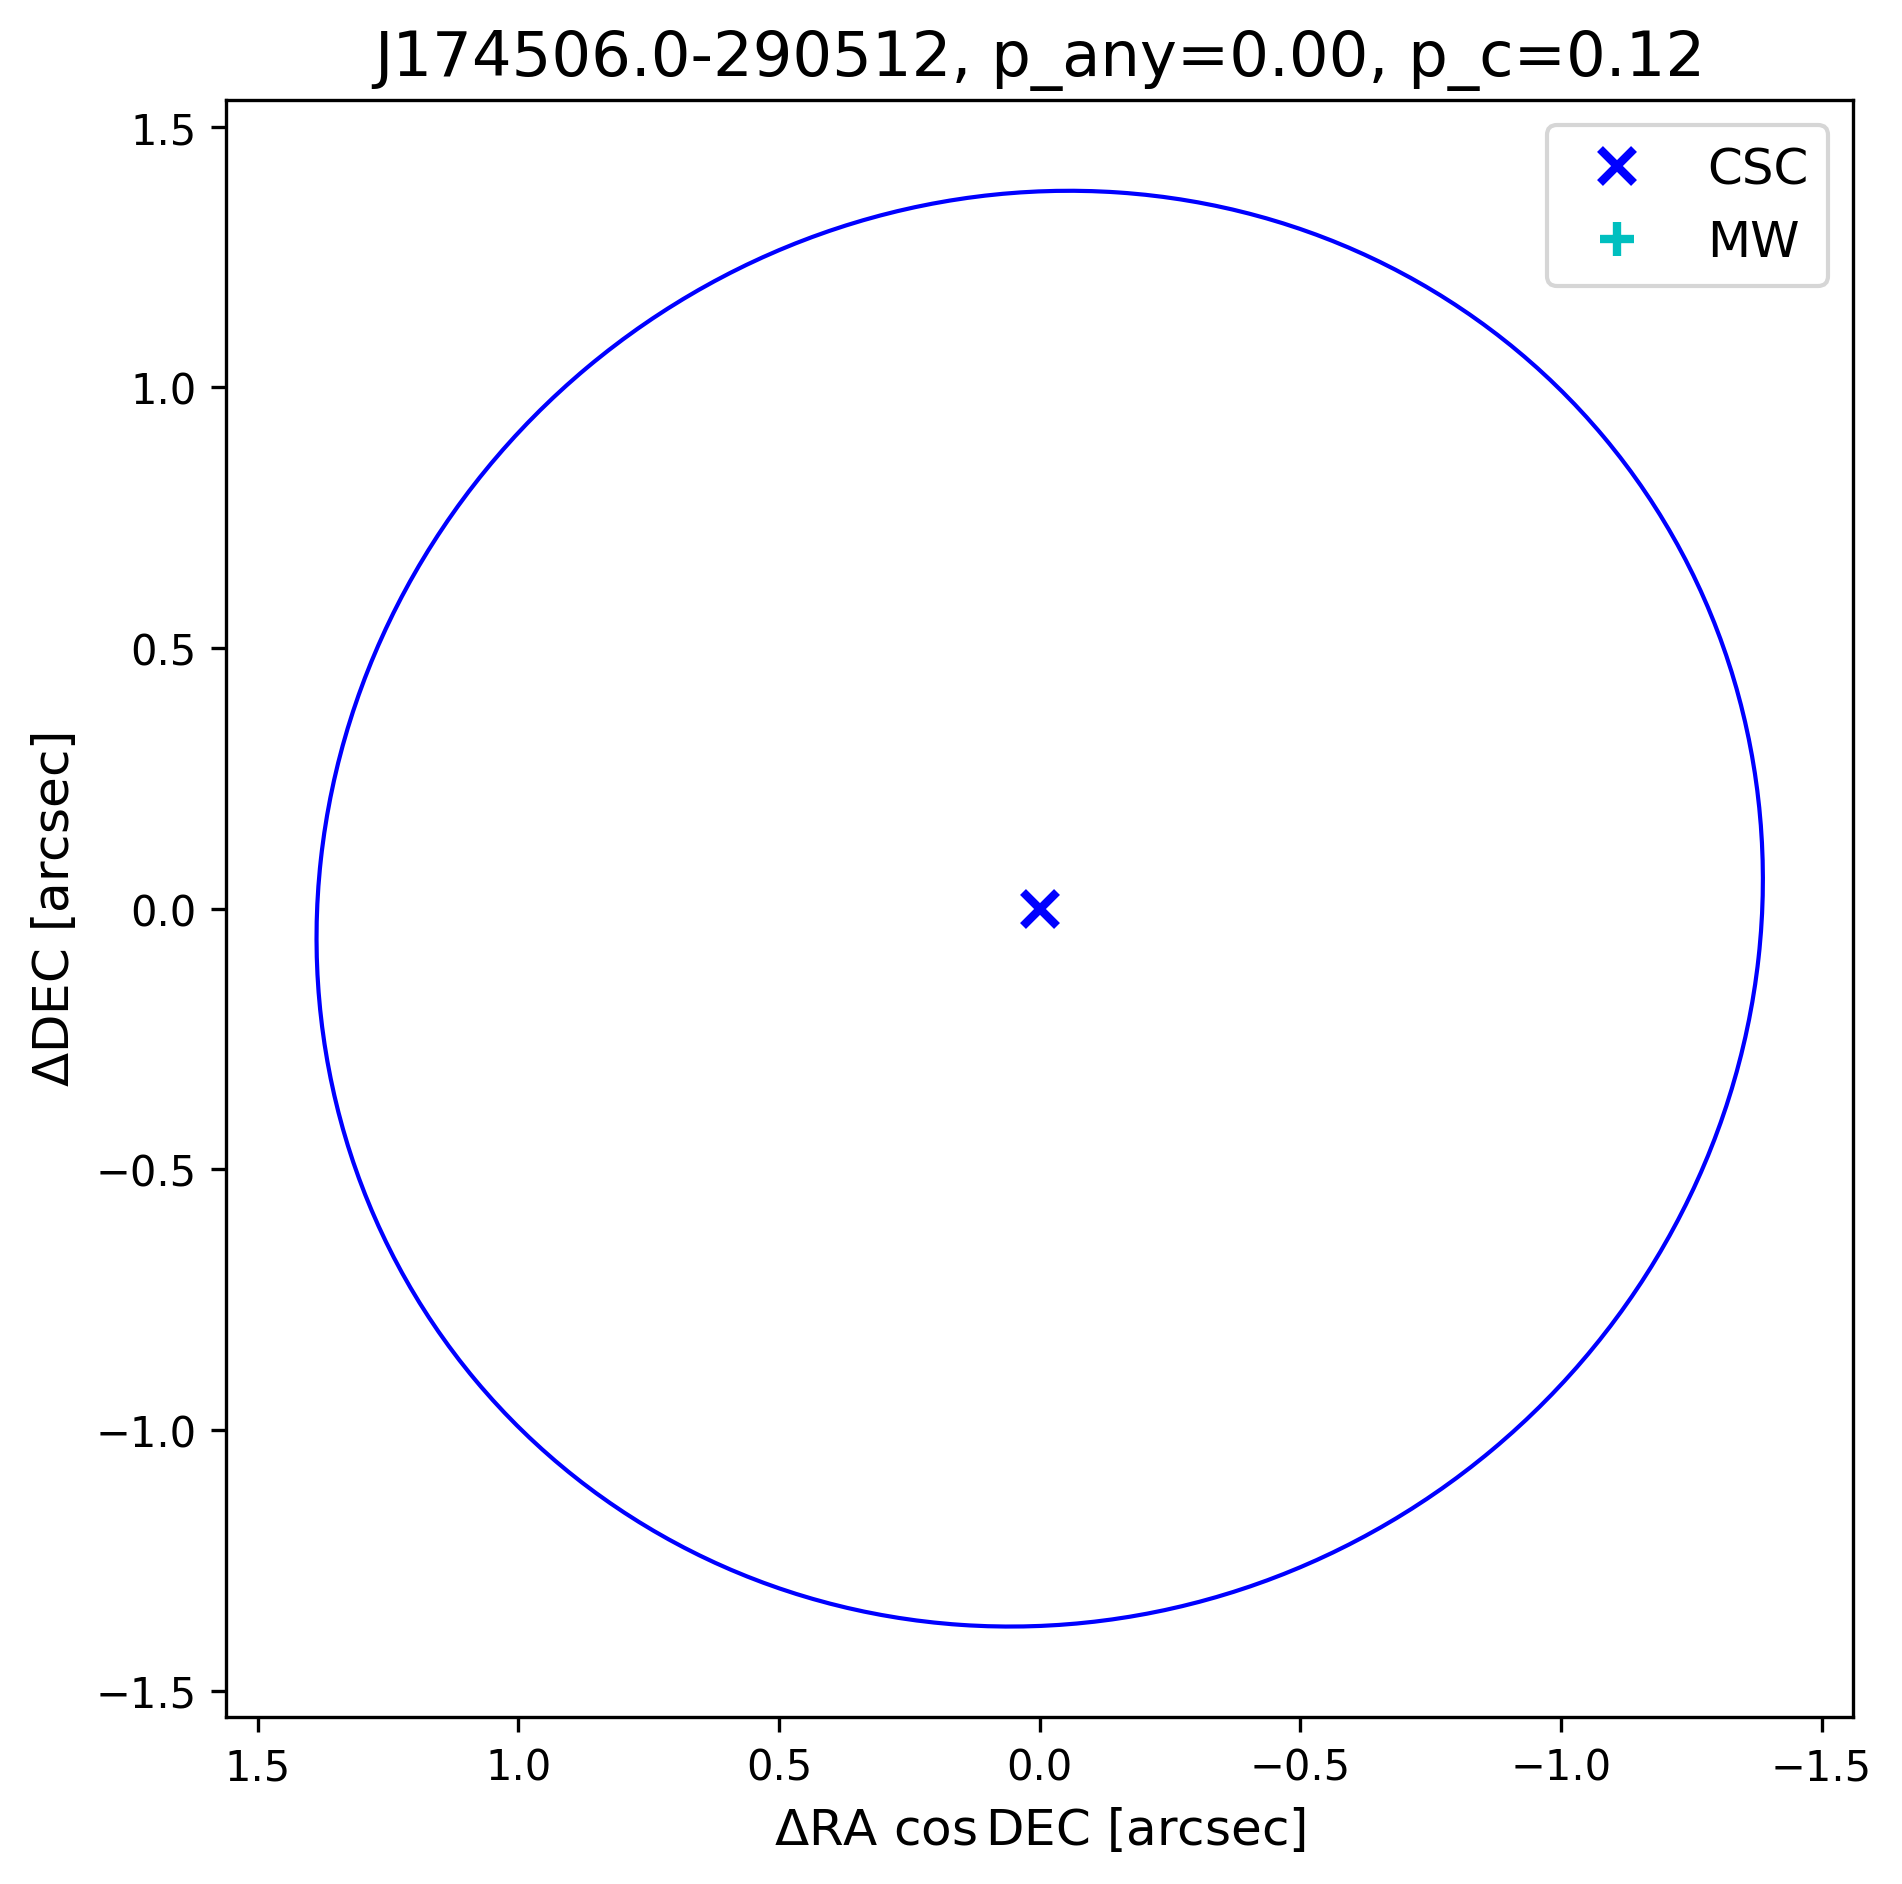 J174506.0-290512, p_any=0.00, p_c=0.12
CSC
MW
1.5
1.0
0.5
0.0
−0.5
−1.0
−1.5
ΔDEC [arcsec]
1.5 1.0 0.5 0.0 −0.5 −1.0 −1.5
ΔRA cos DEC [arcsec]